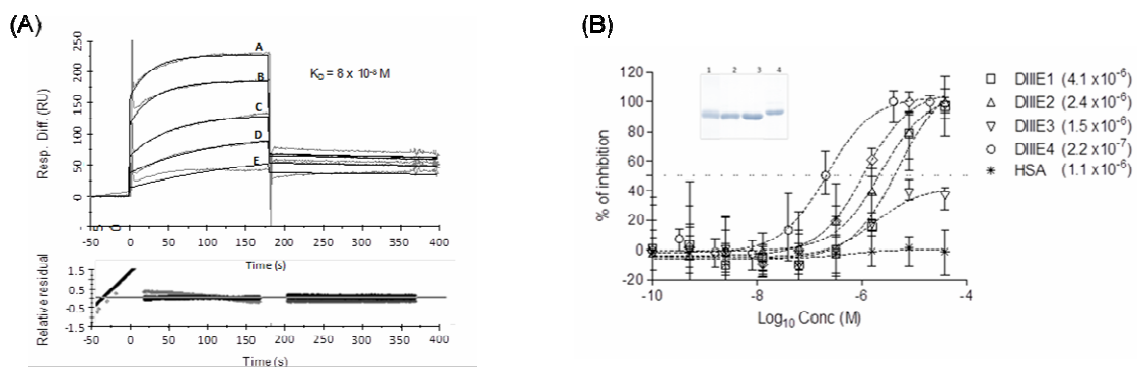 (A)
Resp. Diff. (RU)
250
200
150
100
50
0
A
B
C
D
E
K_D = 8 x 10⁻⁸ M
-50 0 50 100 150 200 250 300 350 400
Time (s)
Relative residual
1.5
0.5
-0.5
-1.5
-50 0 50 100 150 200 250 300 350 400
Time (s)
(B)
% of inhibition
120
100
80
60
40
20
0
-20
1 2 3 4
-10 -8 -6 -4
Log₁₀ Conc (M)
DIIIE1 (4.1 x10⁻⁶)
DIIIE2 (2.4 x10⁻⁶)
DIIIE3 (1.5 x10⁻⁶)
DIIIE4 (2.2 x10⁻⁷)
HSA (1.1 x10⁻⁶)